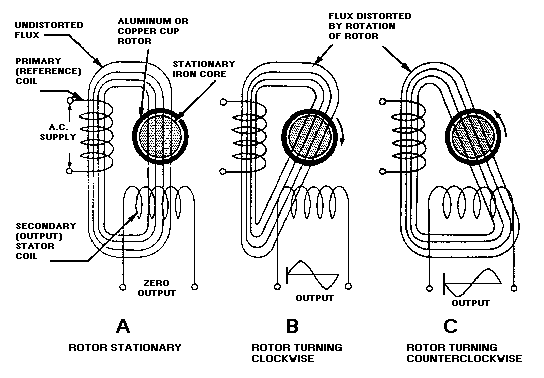 UNDISTORTED
FLUX
ALUMINUM OR
COPPER CUP
ROTOR
FLUX DISTORTED
BY ROTATION
OF ROTOR
PRIMARY
(REFERENCE)
COIL
STATIONARY
IRON CORE
A.C.
SUPPLY
SECONDARY
(OUTPUT)
STATOR
COIL
ZERO
OUTPUT
OUTPUT
OUTPUT
A
B
C
ROTOR STATIONARY
ROTOR TURNING
CLOCKWISE
ROTOR TURNING
COUNTERCLOCKWISE